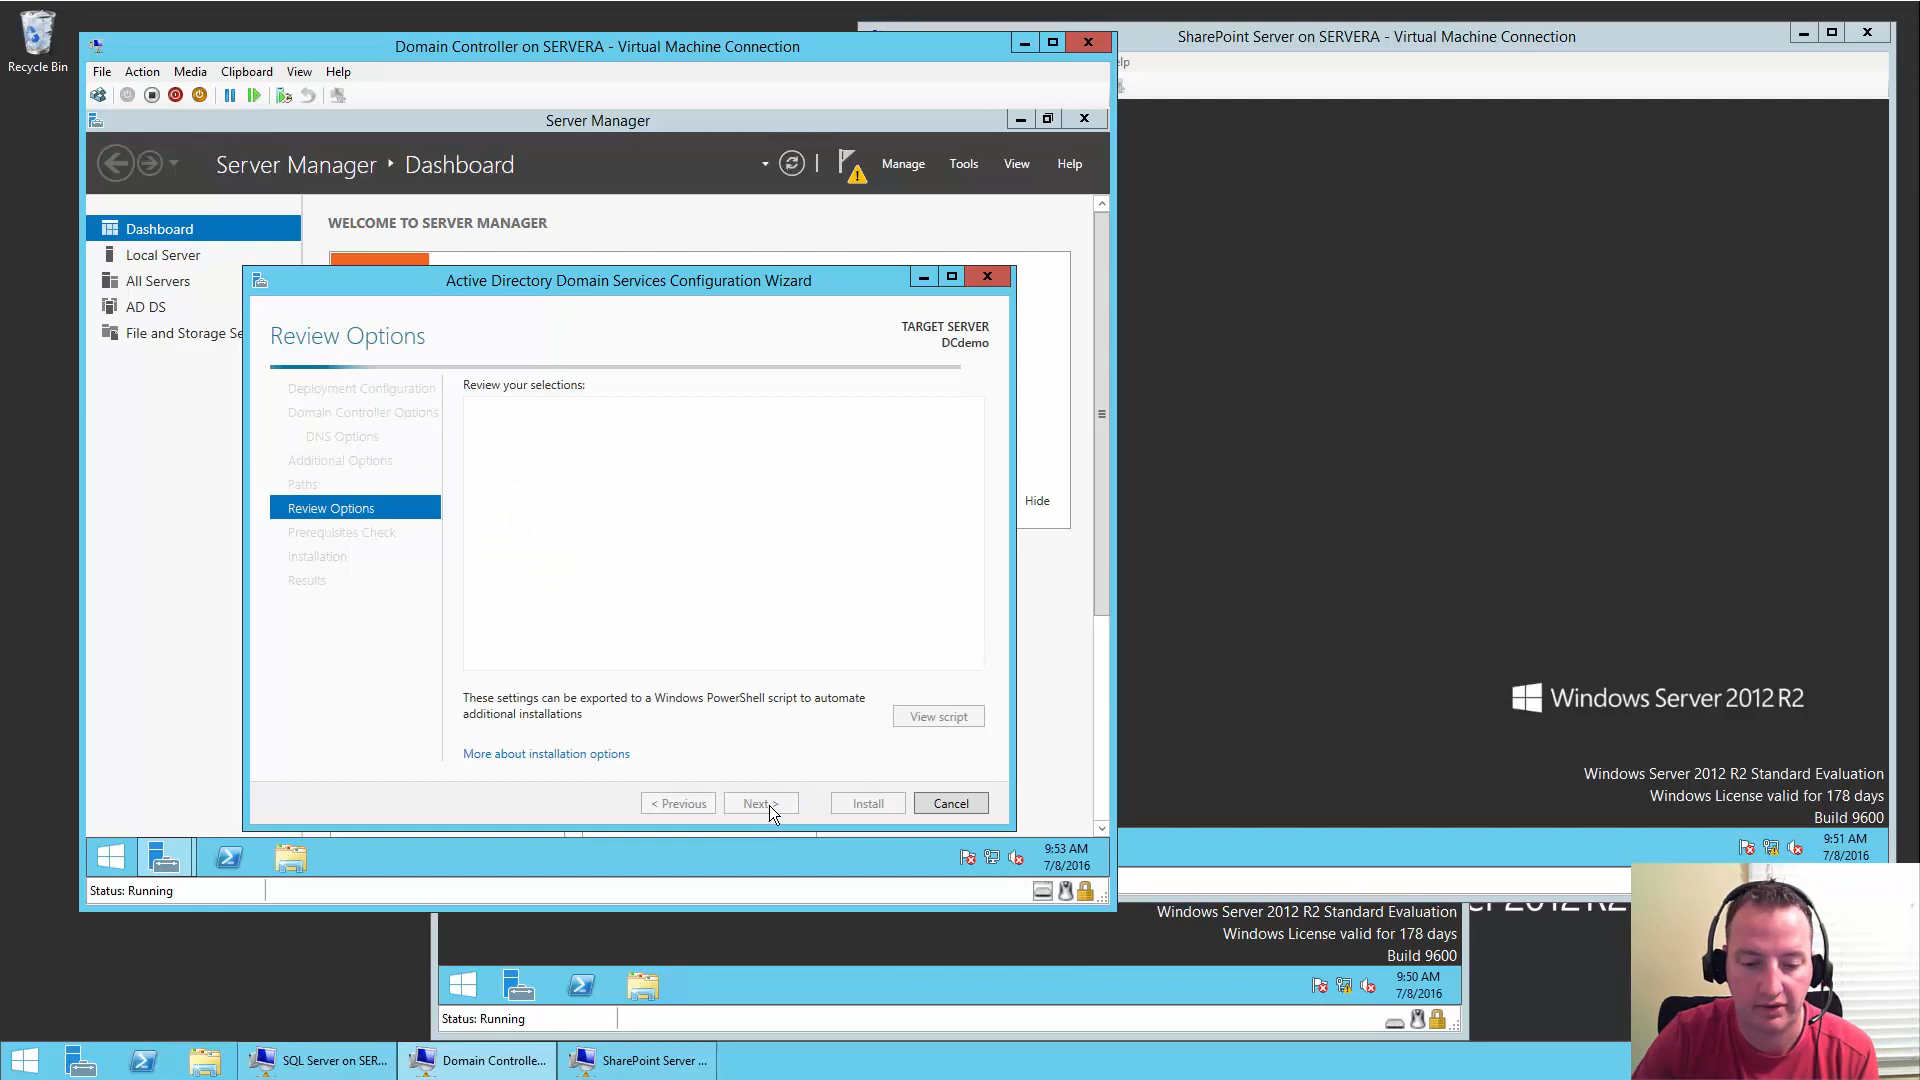 Recycle Bin
Domain Controller on SERVERA - Virtual Machine Connection
File Action Media Clipboard View Help
Server Manager
Server Manager Dashboard
Manage Tools View Help
Dashboard
Local Server
All Servers
AD DS
File and Storage Se
WELCOME TO SERVER MANAGER
Hide
Active Directory Domain Services Configuration Wizard
Review Options
TARGET SERVER
DCdemo
Deployment Configuration
Domain Controller Options
DNS Options
Additional Options
Paths
Review Options
Prerequisites Check
Installation
Results
Review your selections:
These settings can be exported to a Windows PowerShell script to automate
additional installations
View script
More about installation options
< Previous
Next >
Install
Cancel
9:53 AM
7/8/2016
Status: Running
SharePoint Server on SERVERA - Virtual Machine Connection
elp
Windows Server 2012 R2
Windows Server 2012 R2 Standard Evaluation
Windows License valid for 178 days
Build 9600
9:51 AM
7/8/2016
Windows Server 2012 R2 Standard Evaluation
Windows License valid for 178 days
Build 9600
9:50 AM
7/8/2016
Status: Running
SQL Server on SER...
Domain Controlle...
SharePoint Server ...